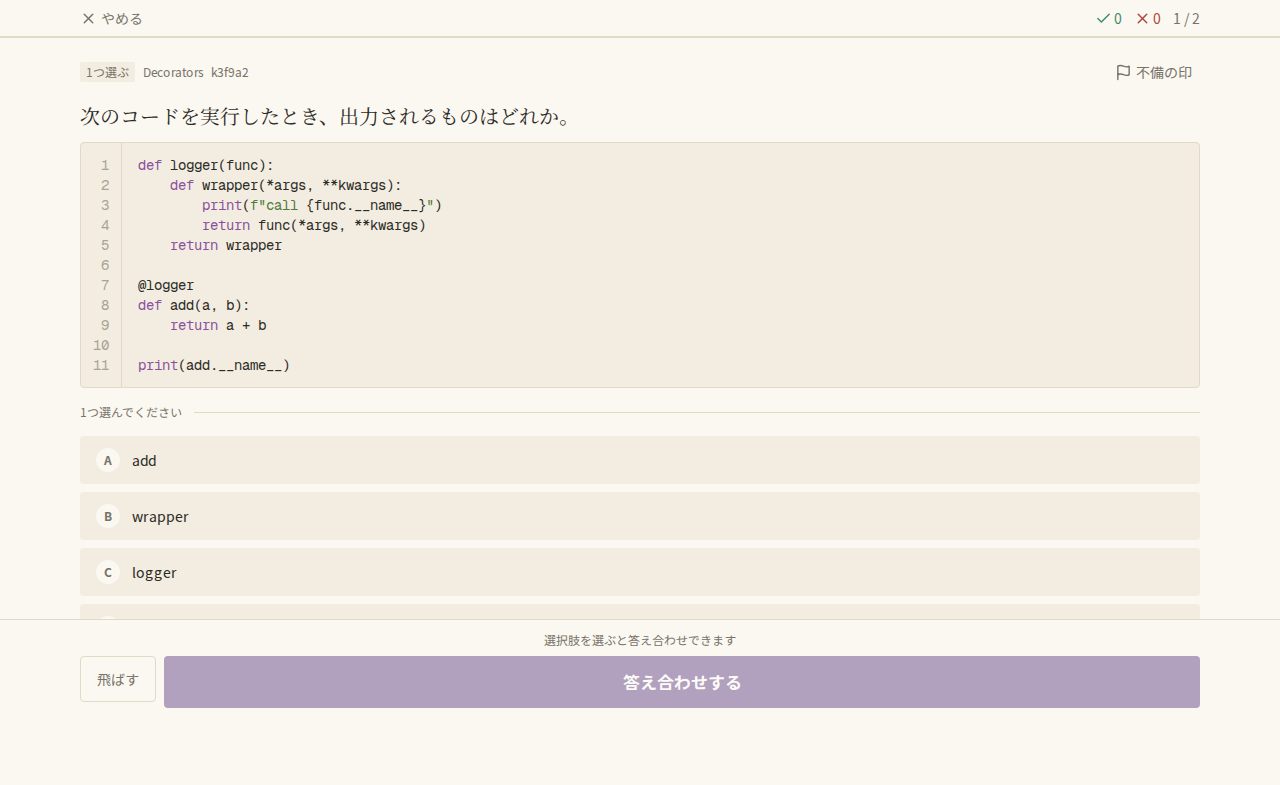 やめる
0 0 1 / 2
1つ選ぶ Decorators k3f9a2 不備の印
次のコードを実行したとき、出力されるものはどれか。
1 def logger(func):
2     def wrapper(*args, **kwargs):
3         print(f"call {func.__name__}")
4         return func(*args, **kwargs)
5     return wrapper
6
7 @logger
8 def add(a, b):
9     return a + b
10
11 print(add.__name__)
1つ選んでください
A add
B wrapper
C logger
選択肢を選ぶと答え合わせできます
飛ばす 答え合わせする